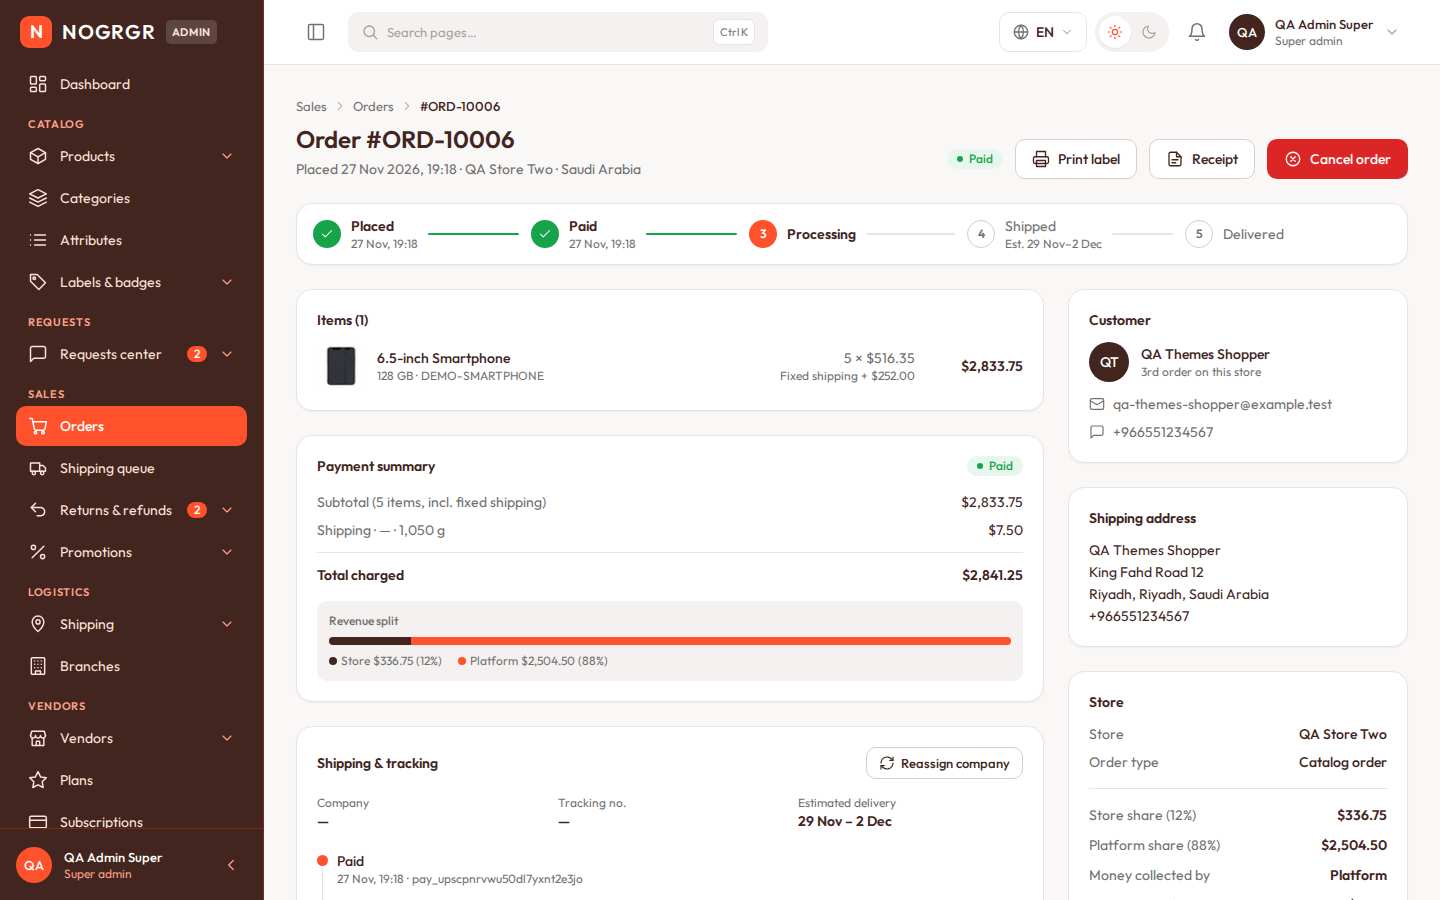 N NOGRGR ADMIN
Search pages...
Ctrl K
EN
QA
QA Admin Super
Super admin
Dashboard
CATALOG
Products
Categories
Attributes
Labels & badges
REQUESTS
Requests center 2
SALES
Orders
Shipping queue
Returns & refunds 2
Promotions
LOGISTICS
Shipping
Branches
VENDORS
Vendors
Plans
Subscriptions
QA
QA Admin Super
Super admin
Sales > Orders > #ORD-10006
Order #ORD-10006
Placed 27 Nov 2026, 19:18 · QA Store Two · Saudi Arabia
Paid
Print label
Receipt
Cancel order
Placed
27 Nov, 19:18
Paid
27 Nov, 19:18
3
Processing
4
Shipped
Est. 29 Nov–2 Dec
5
Delivered
Items (1)
6.5-inch Smartphone
128 GB · DEMO-SMARTPHONE
5 × $516.35
Fixed shipping + $252.00
$2,833.75
Payment summary
Paid
Subtotal (5 items, incl. fixed shipping) $2,833.75
Shipping · — · 1,050 g $7.50
Total charged $2,841.25
Revenue split
Store $336.75 (12%) Platform $2,504.50 (88%)
Shipping & tracking
Reassign company
Company
—
Tracking no.
—
Estimated delivery
29 Nov – 2 Dec
Paid
27 Nov, 19:18 · pay_upscpnrvwu50dl7yxnt2e3jo
Customer
QT
QA Themes Shopper
3rd order on this store
qa-themes-shopper@example.test
+966551234567
Shipping address
QA Themes Shopper
King Fahd Road 12
Riyadh, Riyadh, Saudi Arabia
+966551234567
Store
Store QA Store Two
Order type Catalog order
Store share (12%) $336.75
Platform share (88%) $2,504.50
Money collected by Platform